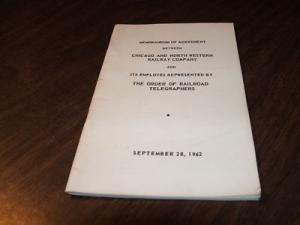 MEMORANDUM OF AGREEMENT
BETWEEN
CHICAGO AND NORTH WESTERN
RAILWAY COMPANY
AND
ITS EMPLOYES REPRESENTED BY
THE ORDER OF RAILROAD
TELEGRAPHERS
SEPTEMBER 28, 1962